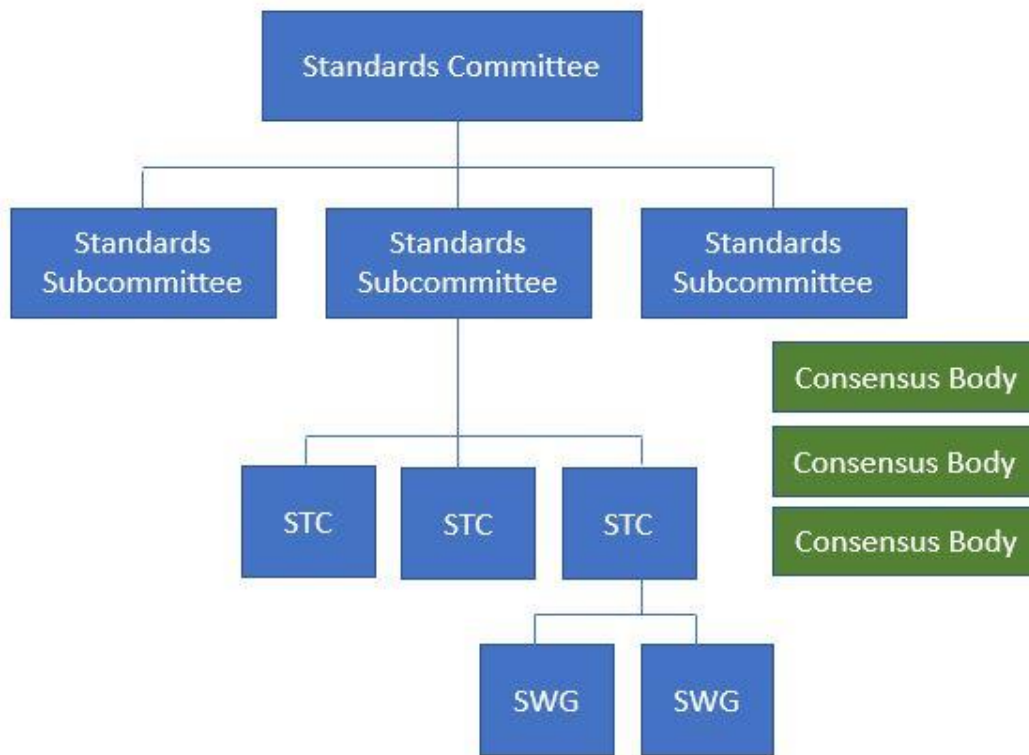 Standards Committee
Standards
Subcommittee
Standards
Subcommittee
Standards
Subcommittee
Consensus Body
Consensus Body
Consensus Body
STC
STC
STC
SWG
SWG